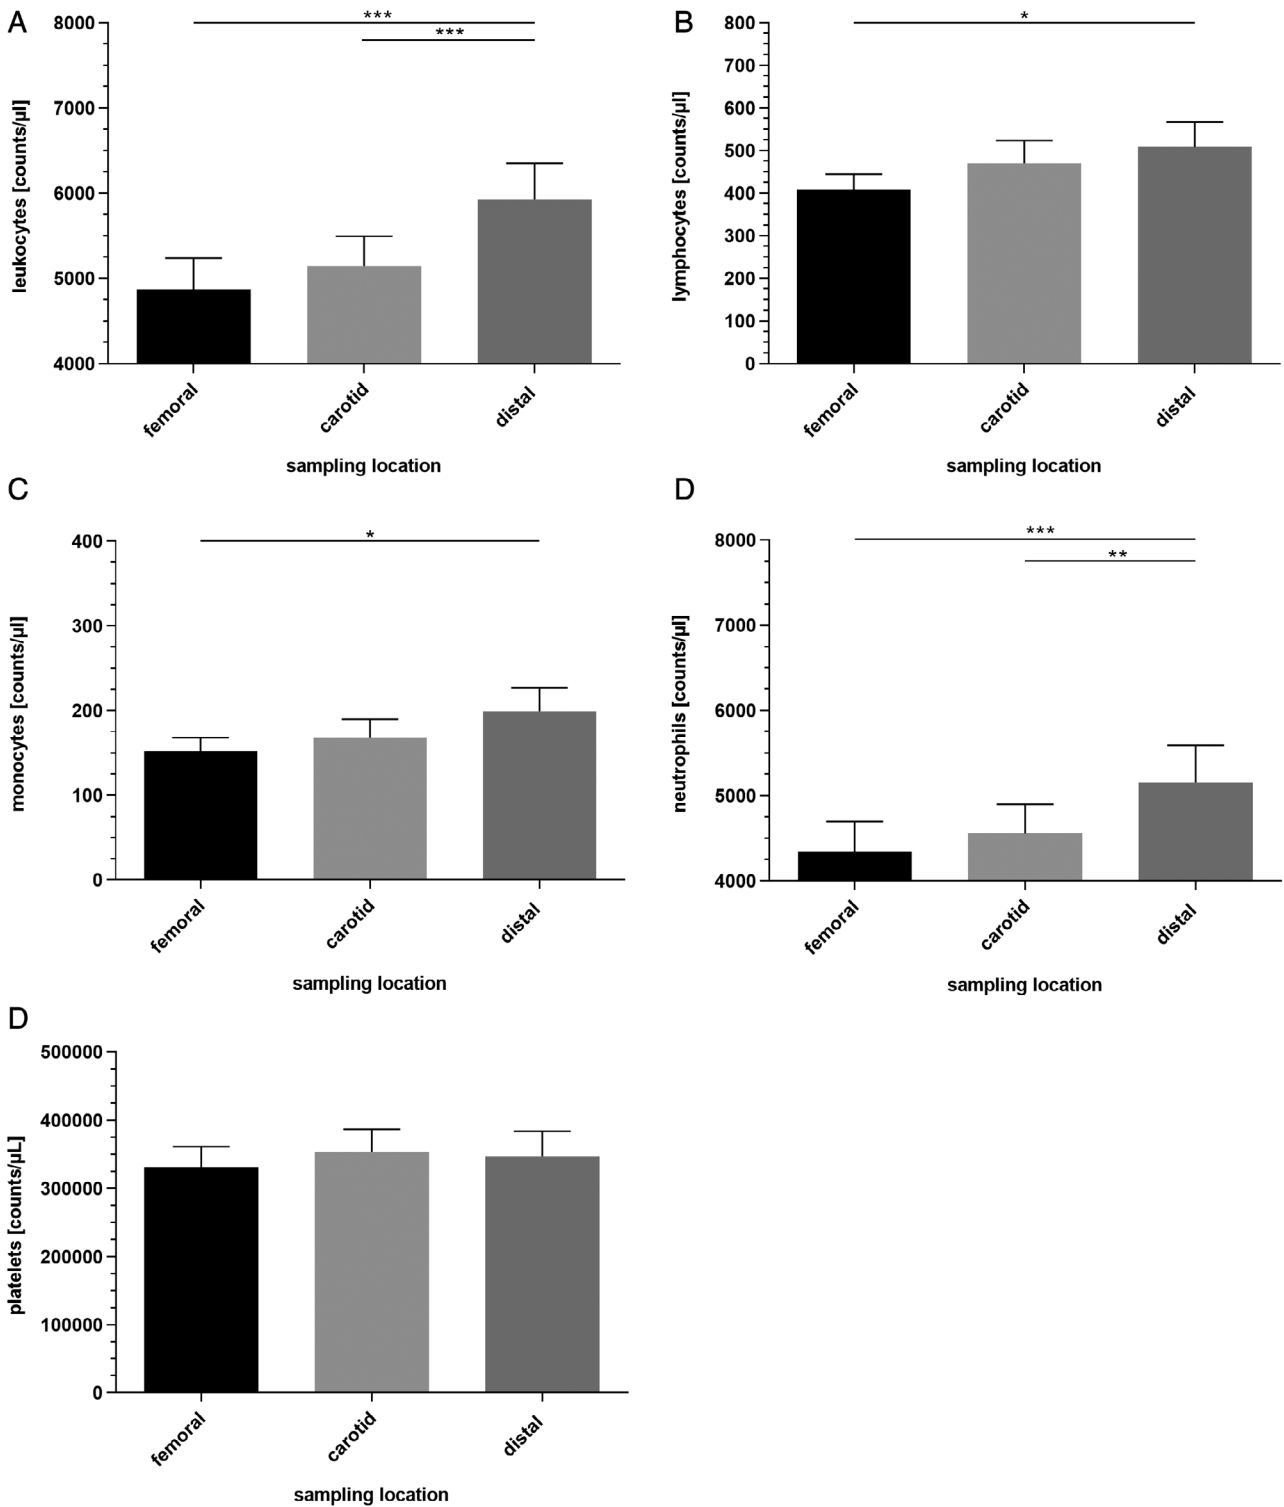 A
***
***
8000
7000
6000
5000
4000
leukocytes [counts/µl]
femoral
carotid
distal
sampling location
B
*
800
700
600
500
400
300
200
100
0
lymphocytes [counts/µl]
femoral
carotid
distal
sampling location
C
*
400
300
200
100
0
monocytes [counts/µl]
femoral
carotid
distal
sampling location
D
***
**
8000
7000
6000
5000
4000
neutrophils [counts/µl]
femoral
carotid
distal
sampling location
D
500000
400000
300000
200000
100000
0
platelets [counts/µL]
femoral
carotid
distal
sampling location